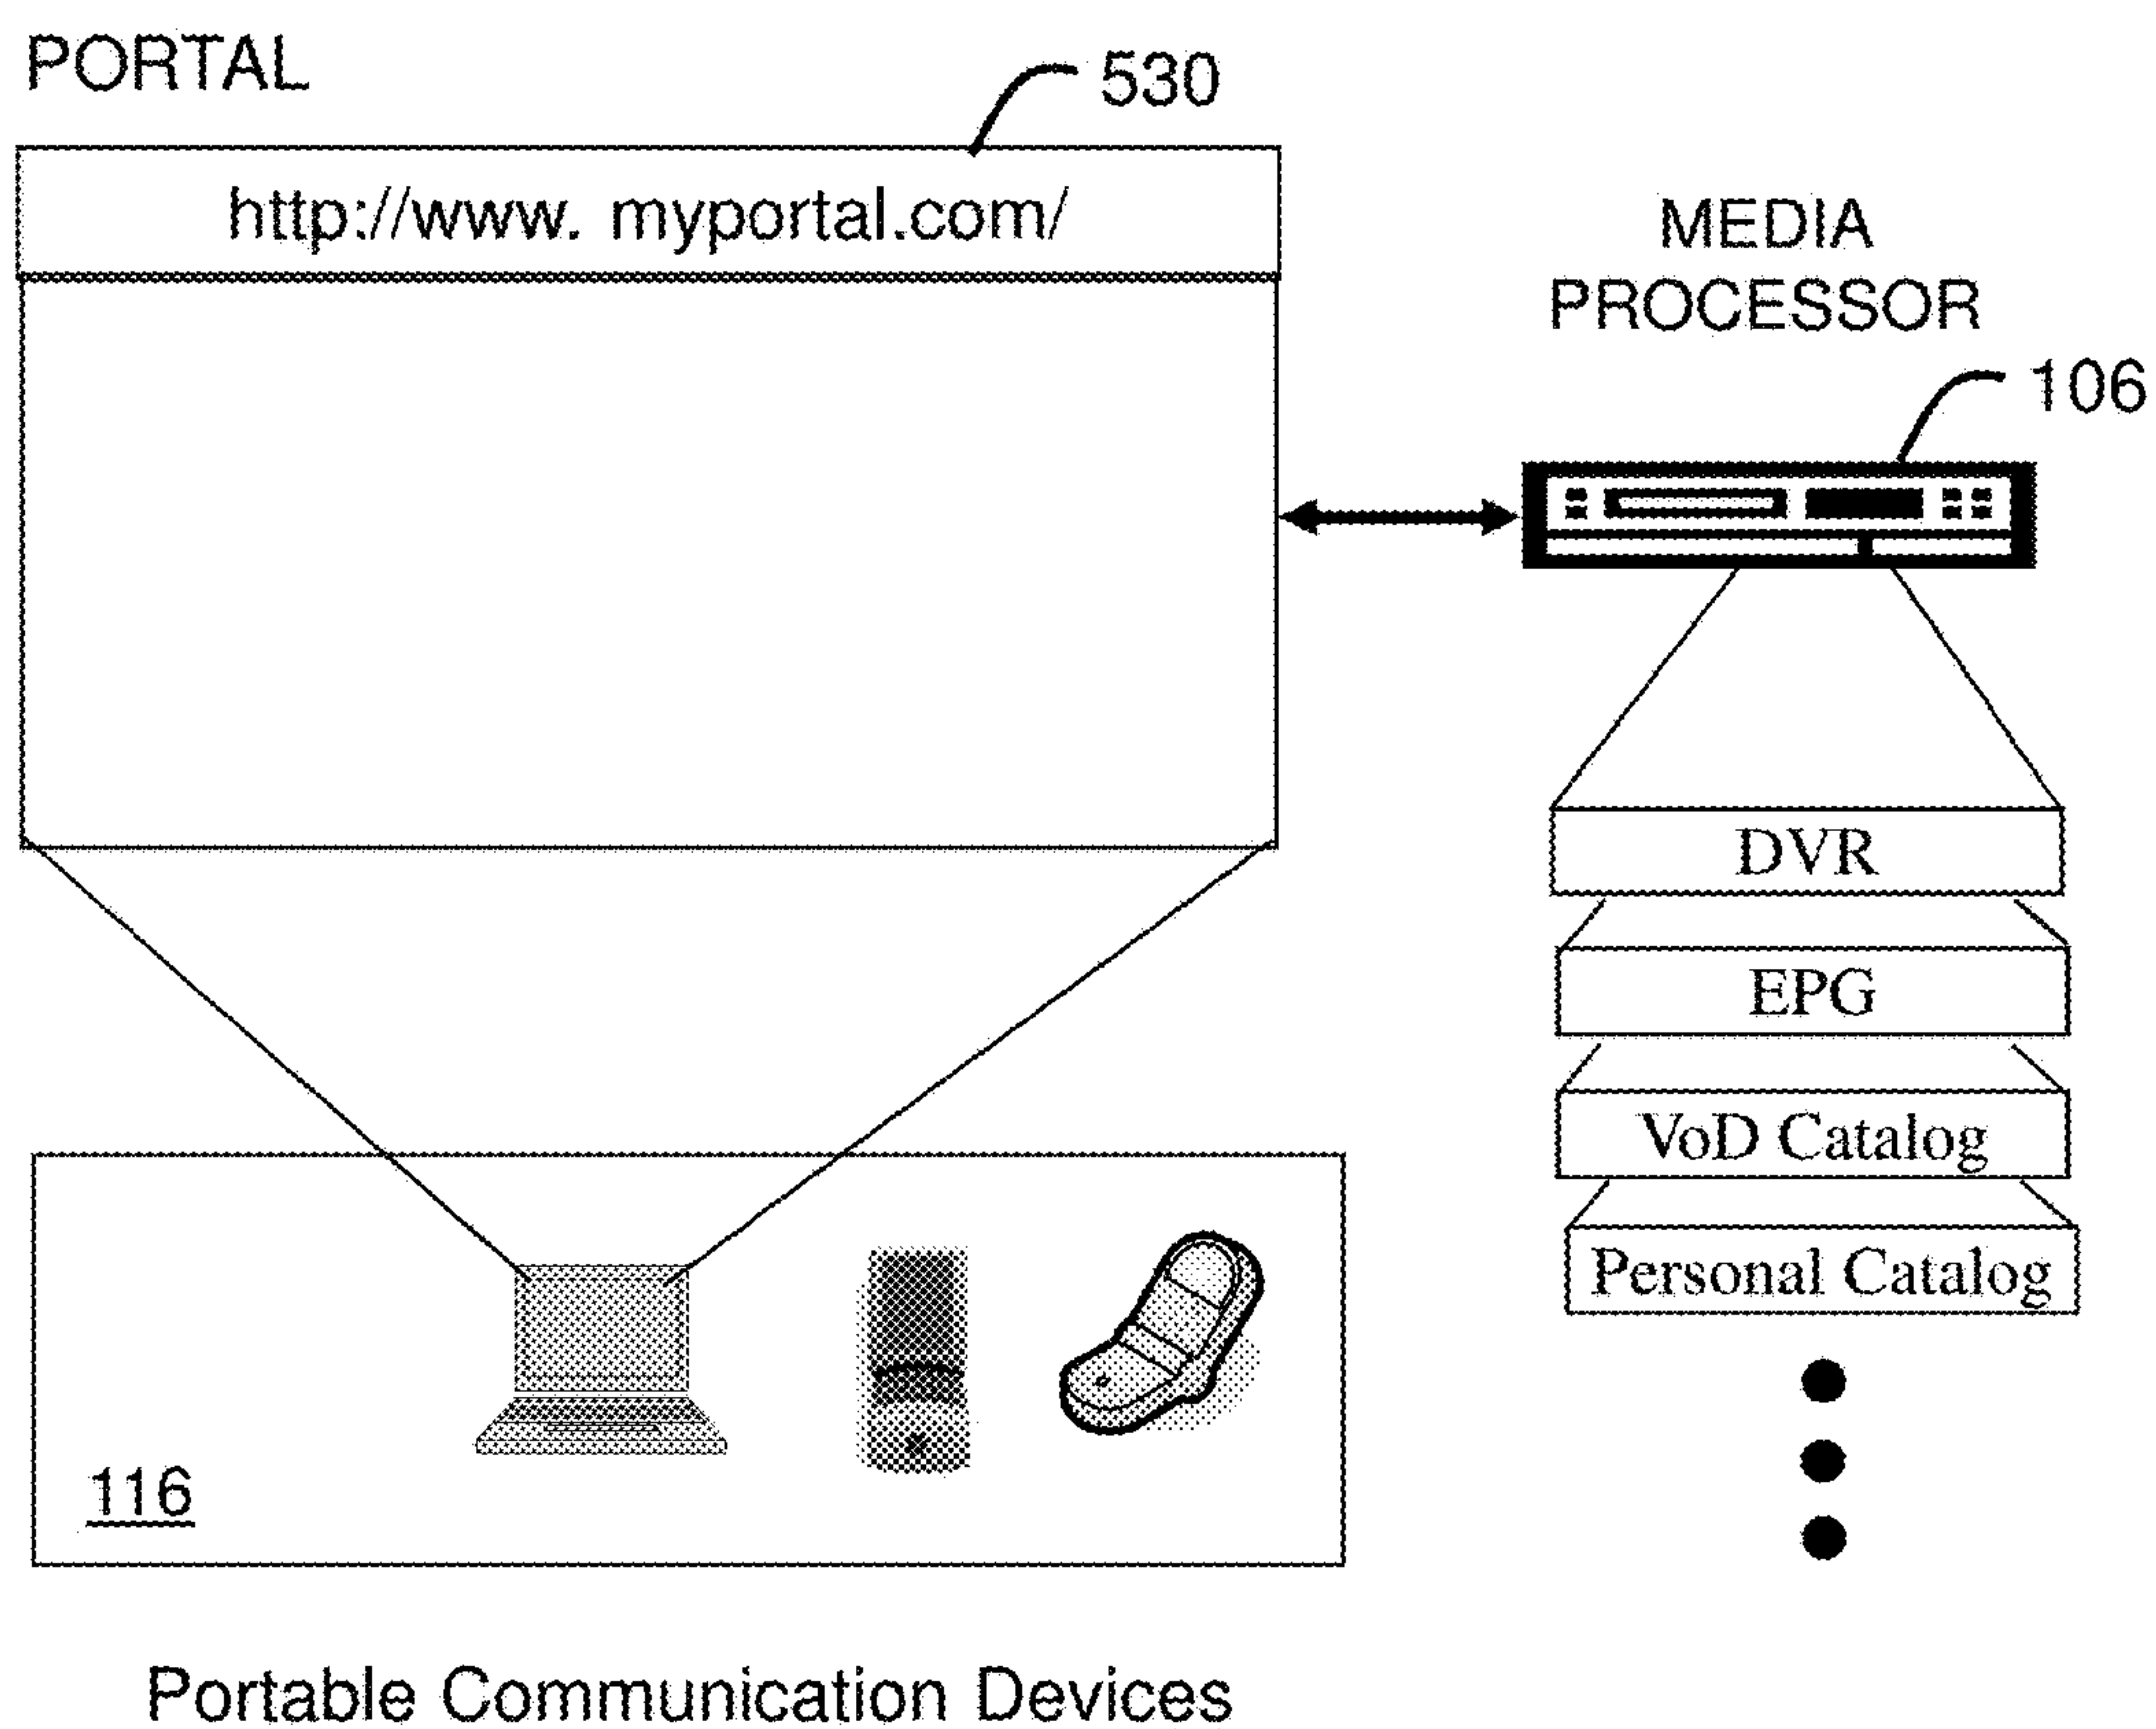 PORTAL
530
http://www. myportal.com/
MEDIA
PROCESSOR
106
DVR
EPG
VoD Catalog
Personal Catalog
116
Portable Communication Devices